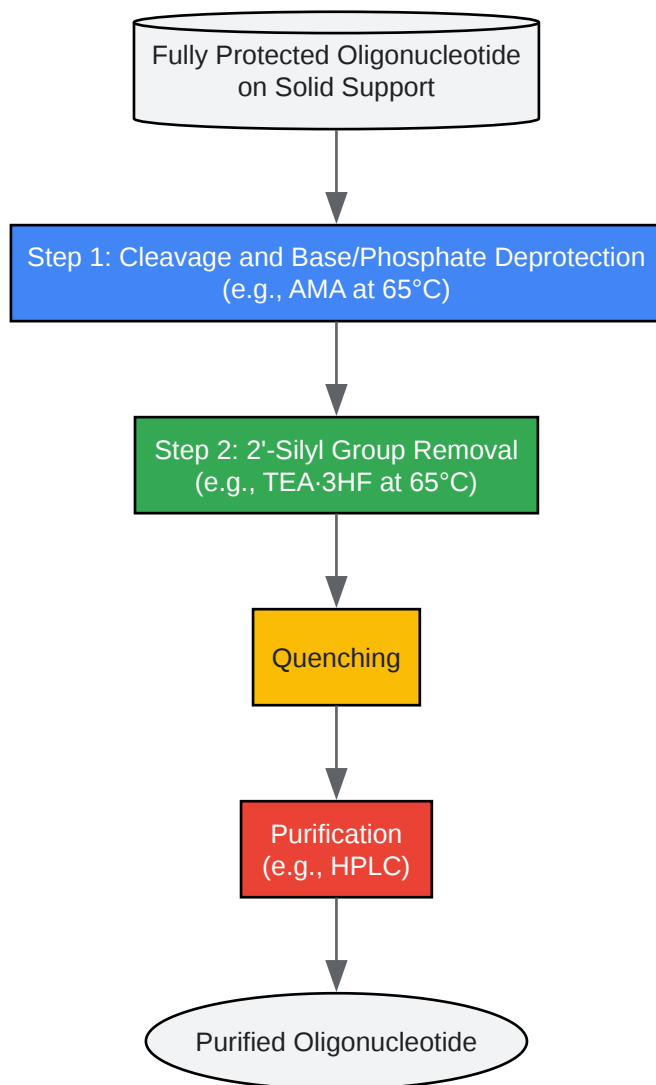 Fully Protected Oligonucleotide
on Solid Support
Step 1: Cleavage and Base/Phosphate Deprotection
(e.g., AMA at 65°C)
Step 2: 2'-Silyl Group Removal
(e.g., TEA·3HF at 65°C)
Quenching
Purification
(e.g., HPLC)
Purified Oligonucleotide